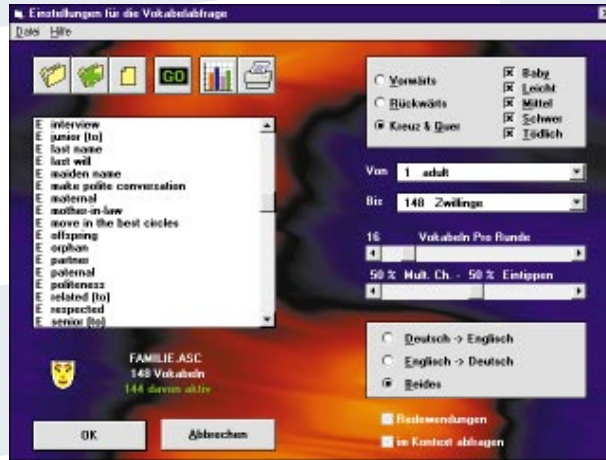 Einstellungen für die Vokabelabfrage
Datei Hilfe
GO
E interview
E junior (to)
E last name
E last will
E maiden name
E make polite conversation
E maternal
E mother-in-law
E move in the best circles
E offspring
E orphan
E partner
E paternal
E politeness
E related (to)
E respected
E senior (to)
FAMILIE.ASC
148 Vokabeln
144 davon aktiv
OK
Abbrechen
Vorwärts
Rückwärts
Kreuz & Quer
Baby
Leicht
Mittel
Schwer
Tödlich
Von 1 adult
Bis 148 Zwillinge
16 Vokabeln Pro Runde
50 % Mult. Ch. - 50 % Eintippen
Deutsch -> Englisch
Englisch -> Deutsch
Beides
Redewendungen
im Kontext abfragen